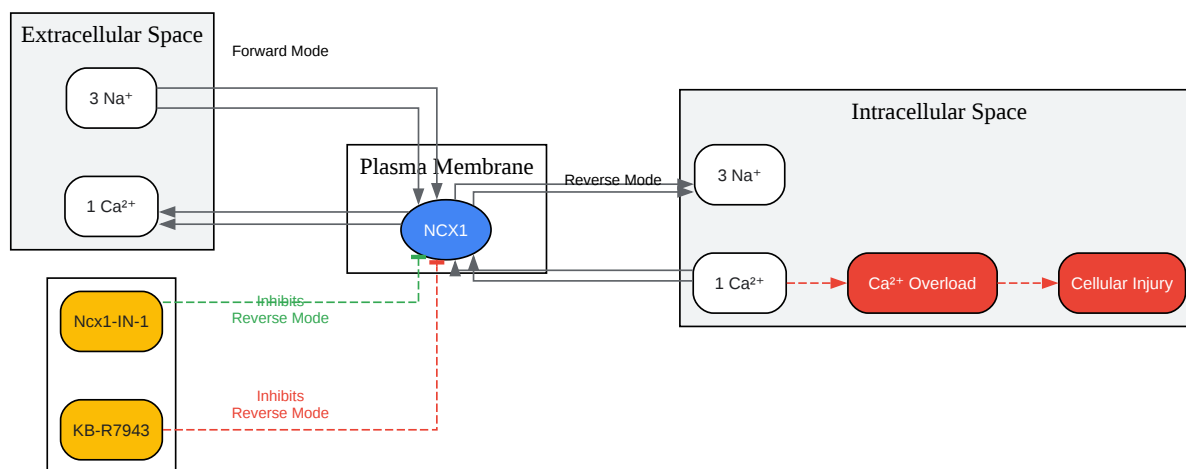 Extracellular Space
Forward Mode
3 Na⁺
Intracellular Space
Plasma Membrane
3 Na⁺
Reverse Mode
1 Ca²⁺
NCX1
1 Ca²⁺
Ca²⁺ Overload
Cellular Injury
Ncx1-IN-1
Inhibits
Reverse Mode
KB-R7943
Inhibits
Reverse Mode